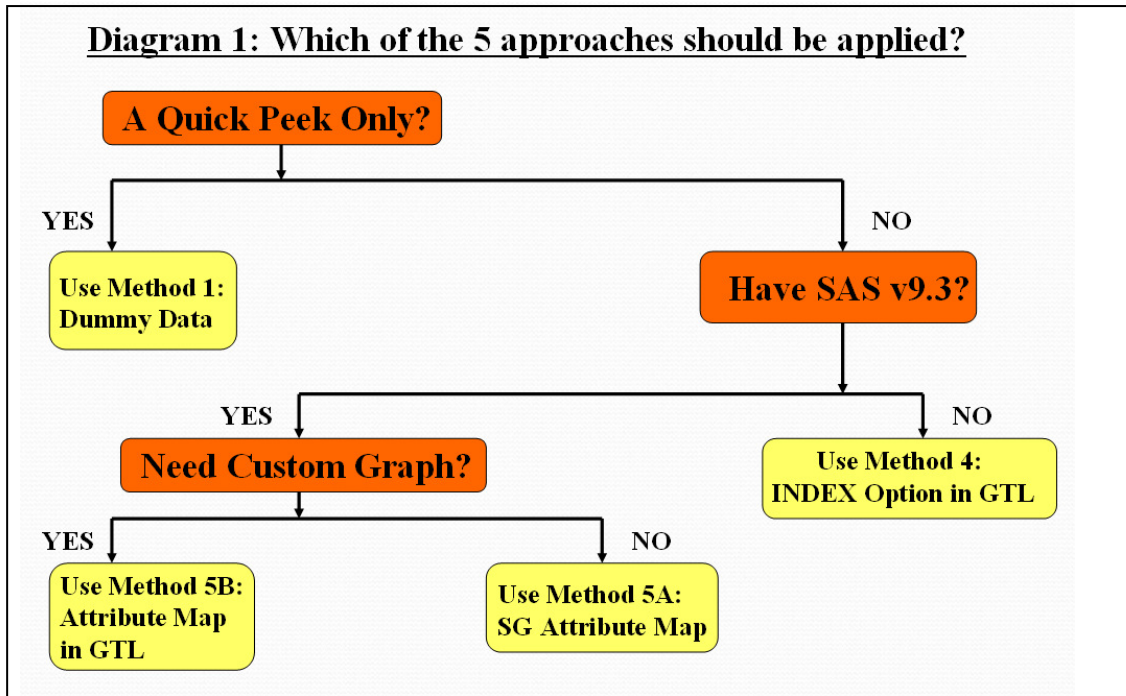 Diagram 1: Which of the 5 approaches should be applied?
A Quick Peek Only?
YES
NO
Use Method 1:
Dummy Data
Have SAS v9.3?
YES
NO
Need Custom Graph?
Use Method 4:
INDEX Option in GTL
YES
NO
Use Method 5B:
Attribute Map
in GTL
Use Method 5A:
SG Attribute Map